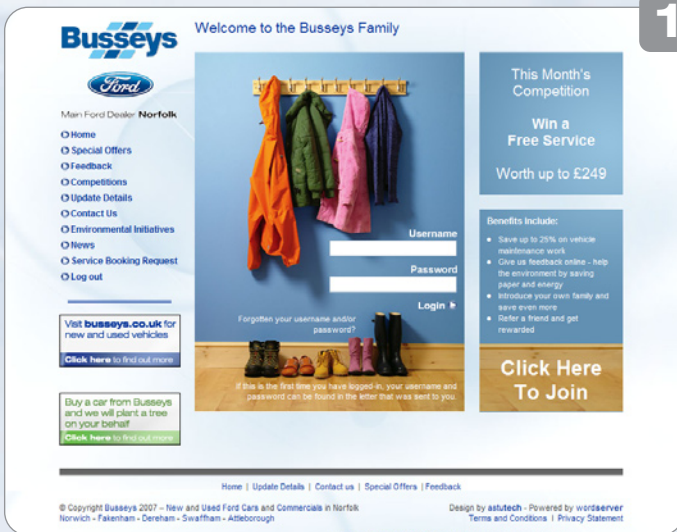 1
Busseys
Ford
Main Ford Dealer Norfolk
Home
Special Offers
Feedback
Competitions
Update Details
Contact Us
Environmental Initiatives
News
Service Booking Request
Log out
Visit busseys.co.uk for
new and used vehicles
Click here to find out more
Buy a car from Busseys
and we will plant a tree
on your behalf
Click here to find out more
Welcome to the Busseys Family
Username
Password
Login
Forgotten your username and/or
password?
If this is the first time you have logged-in, your username and
password can be found in the letter that was sent to you.
This Month's
Competition
Win a
Free Service
Worth up to £249
Benefits Include:
Save up to 25% on vehicle
maintenance work
Give us feedback online - help
the environment by saving
paper and energy
Introduce your own family and
save even more
Refer a friend and get
rewarded
Click Here
To Join
Home | Update Details | Contact us | Special Offers | Feedback
© Copyright Busseys 2007 – New and Used Ford Cars and Commercials in Norfolk
Norwich - Fakenham - Dereham - Swaffham - Attleborough
Design by astutech - Powered by wordserver
Terms and Conditions | Privacy Statement